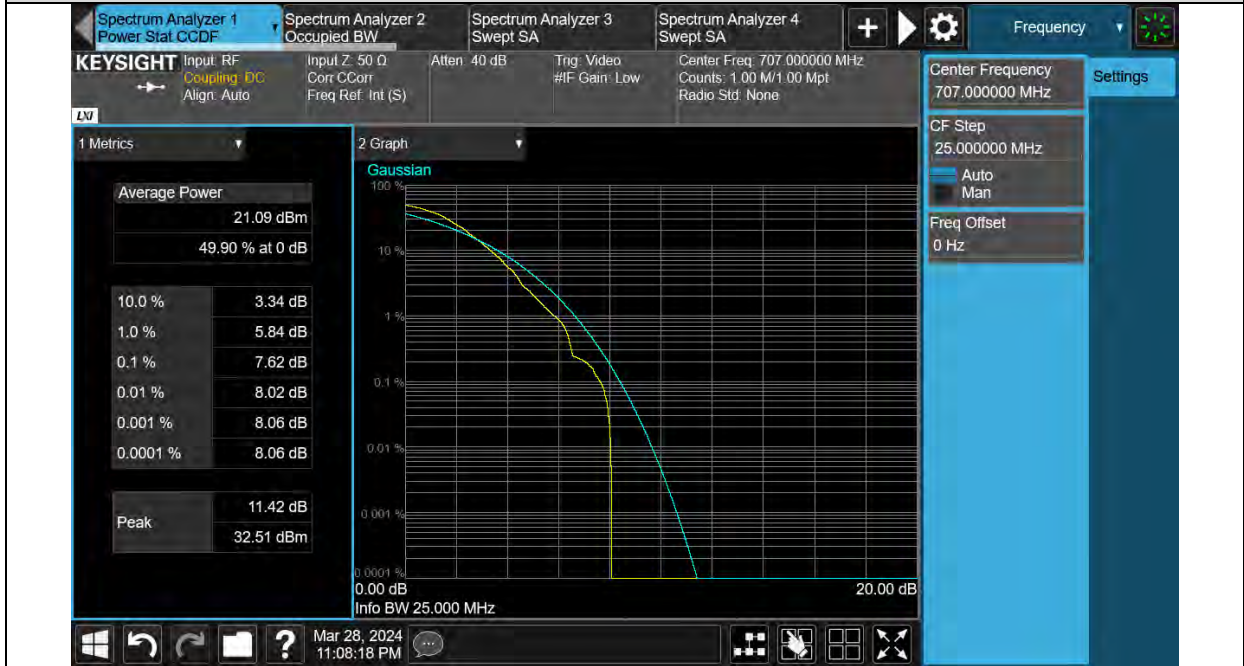 Spectrum Analyzer 1
Power Stat CCDF
Spectrum Analyzer 2
Occupied BW
Spectrum Analyzer 3
Swept SA
Spectrum Analyzer 4
Swept SA
+
Frequency
KEYSIGHT
Input: RF
Coupling: DC
Align: Auto
Input Z: 50 Ω
Corr CCorr
Freq Ref: Int (S)
Atten: 40 dB
Trig: Video
#IF Gain: Low
Center Freq: 707.000000 MHz
Counts: 1.00 M/1.00 Mpt
Radio Std: None
LXI
Center Frequency
707.000000 MHz
Settings
CF Step
25.000000 MHz
Auto
Man
Freq Offset
0 Hz
1 Metrics
Average Power
21.09 dBm
49.90 % at 0 dB
10.0 % 3.34 dB
1.0 % 5.84 dB
0.1 % 7.62 dB
0.01 % 8.02 dB
0.001 % 8.06 dB
0.0001 % 8.06 dB
Peak
11.42 dB
32.51 dBm
2 Graph
Gaussian
100 %
10 %
1 %
0.1 %
0.01 %
0.001 %
0.0001 %
0.00 dB
20.00 dB
Info BW 25.000 MHz
?
Mar 28, 2024
11:08:18 PM